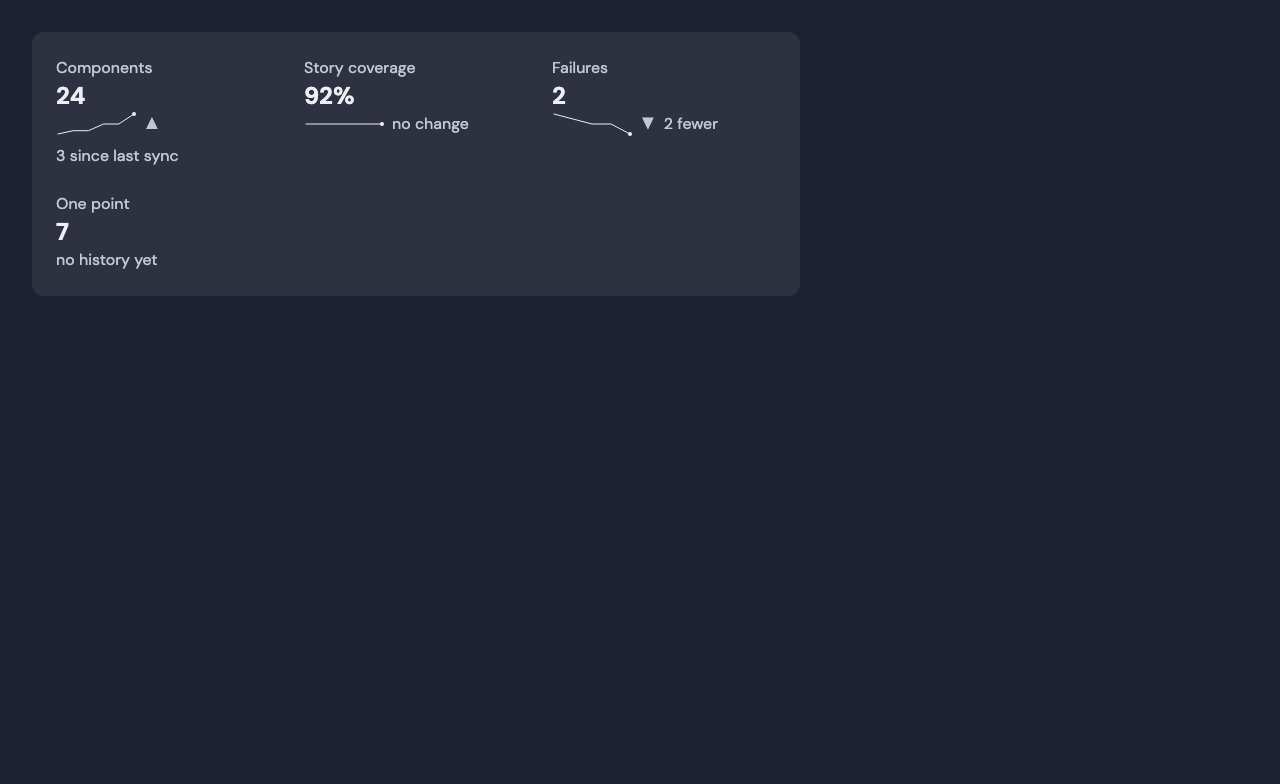 Components
24
▲
3 since last sync
Story coverage
92%
no change
Failures
2
▼ 2 fewer
One point
7
no history yet